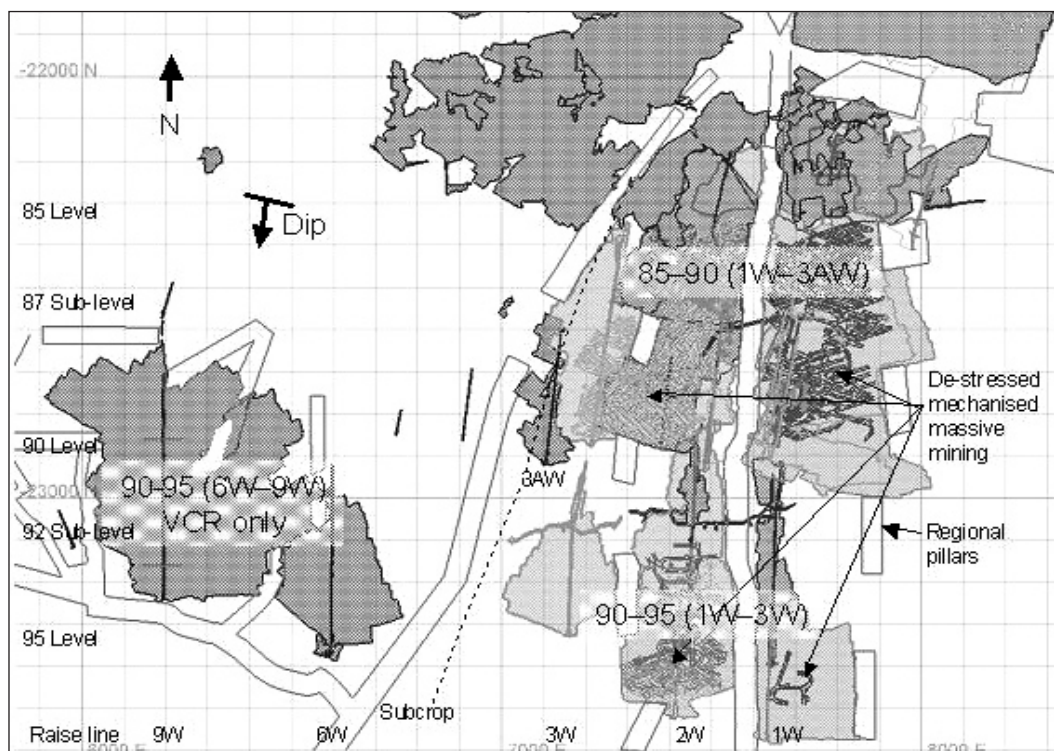 -22000 N
N
85 Level
Dip
85–90 (1W–3AW)
87 Sub-level
De-stressed
mechanised
massive
mining
90 Level
90-95 (6W–9W)
VCR only
3AW
-23000 N
92 Sub-level
Regional
pillars
90–95 (1W–3W)
95 Level
Subcrop
Raise line 9W 6W 3W 2W 1W
6000 E 7000 E 8000 E